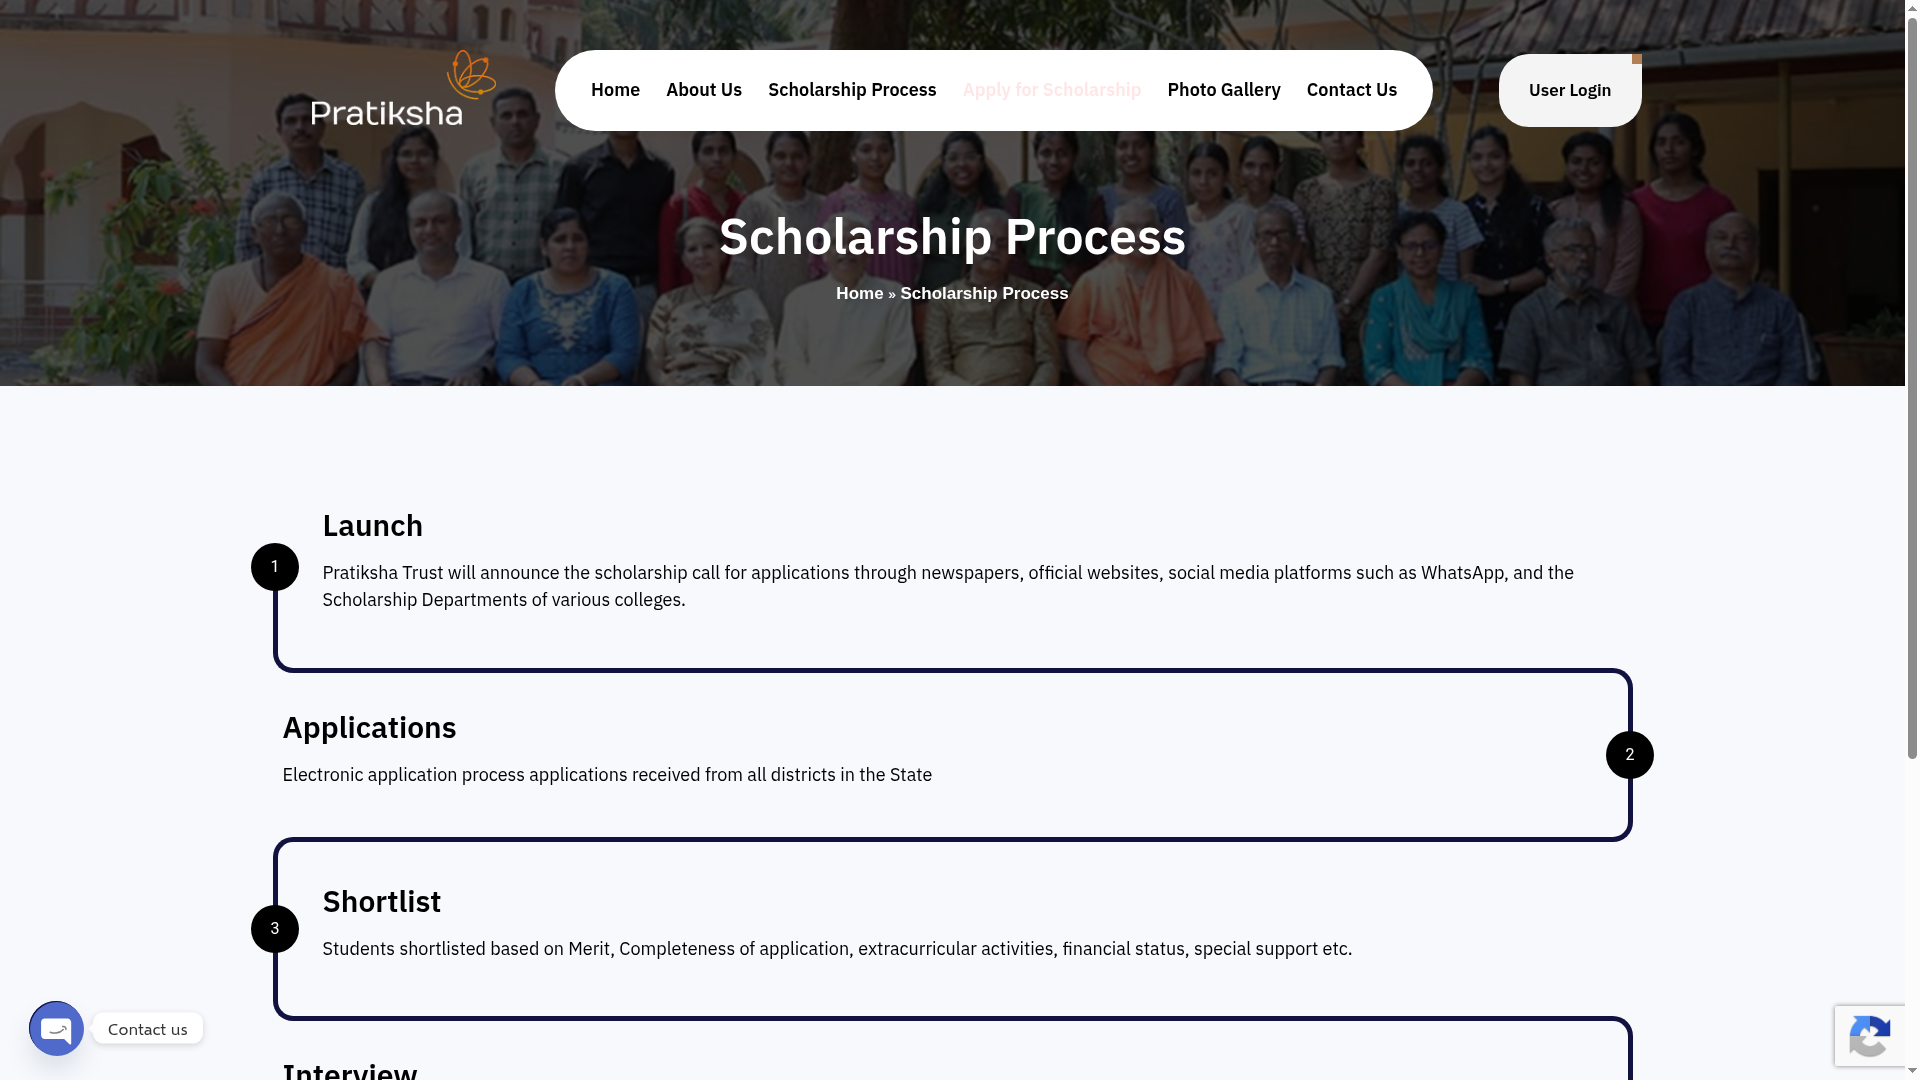 Pratiksha
Home
About Us
Scholarship Process
Apply for Scholarship
Photo Gallery
Contact Us
User Login
Scholarship Process
Home » Scholarship Process
Launch
1
Pratiksha Trust will announce the scholarship call for applications through newspapers, official websites, social media platforms such as WhatsApp, and the
Scholarship Departments of various colleges.
Applications
2
Electronic application process applications received from all districts in the State
Shortlist
3
Students shortlisted based on Merit, Completeness of application, extracurricular activities, financial status, special support etc.
Contact us
Interview